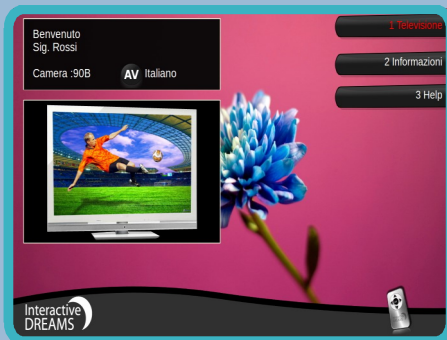 Benvenuto
Sig. Rossi
Camera :90B
AV Italiano
1 Televisione
2 Informazioni
3 Help
Interactive
DREAMS